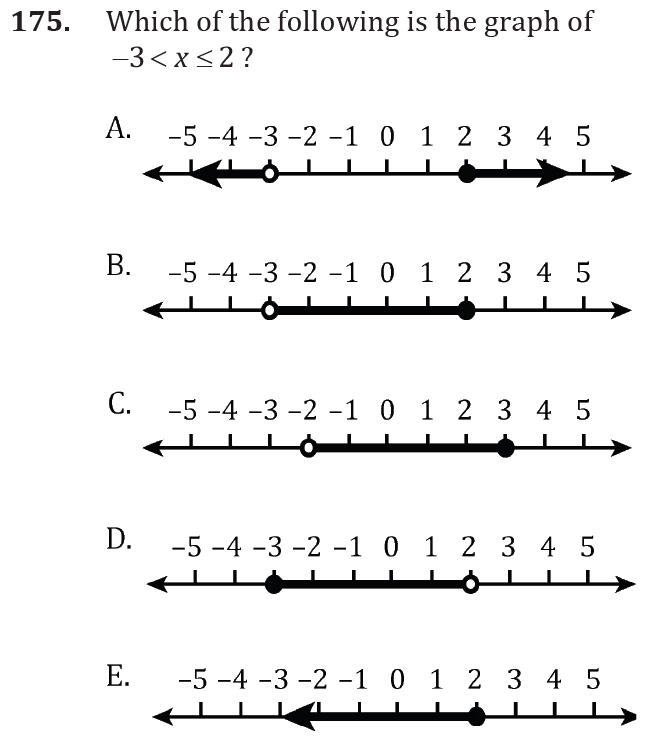 175. Which of the following is the graph of
–3 < x ≤ 2 ?
A. –5 –4 –3 –2 –1 0 1 2 3 4 5
B. –5 –4 –3 –2 –1 0 1 2 3 4 5
C. –5 –4 –3 –2 –1 0 1 2 3 4 5
D. –5 –4 –3 –2 –1 0 1 2 3 4 5
E. –5 –4 –3 –2 –1 0 1 2 3 4 5